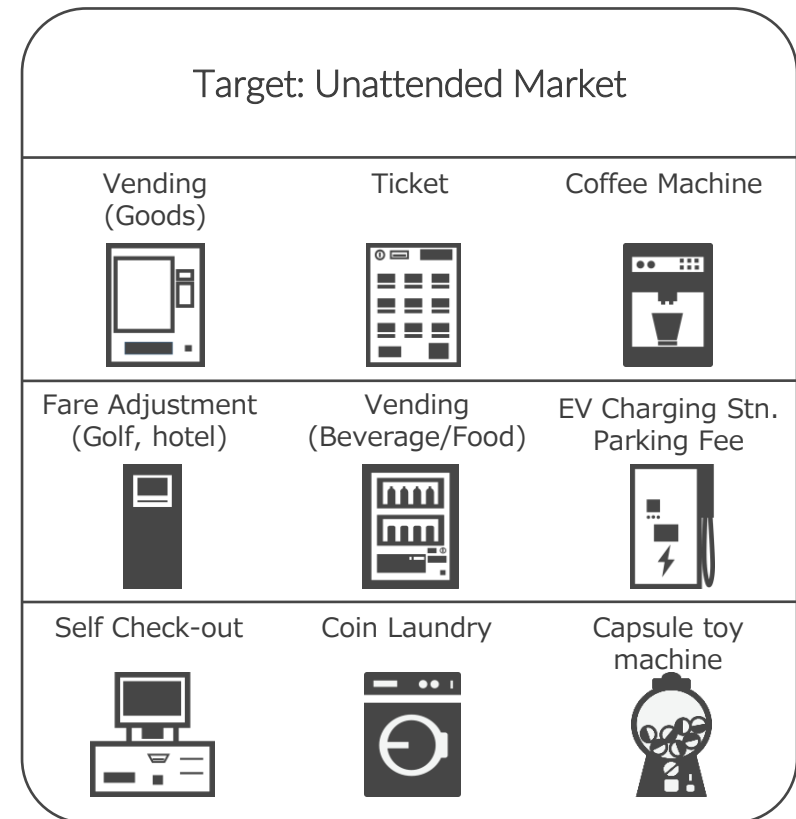 Target: Unattended Market
Vending
(Goods)
Ticket
Coffee Machine
Fare Adjustment
(Golf, hotel)
Vending
(Beverage/Food)
EV Charging Stn.
Parking Fee
Self Check-out
Coin Laundry
Capsule toy
machine